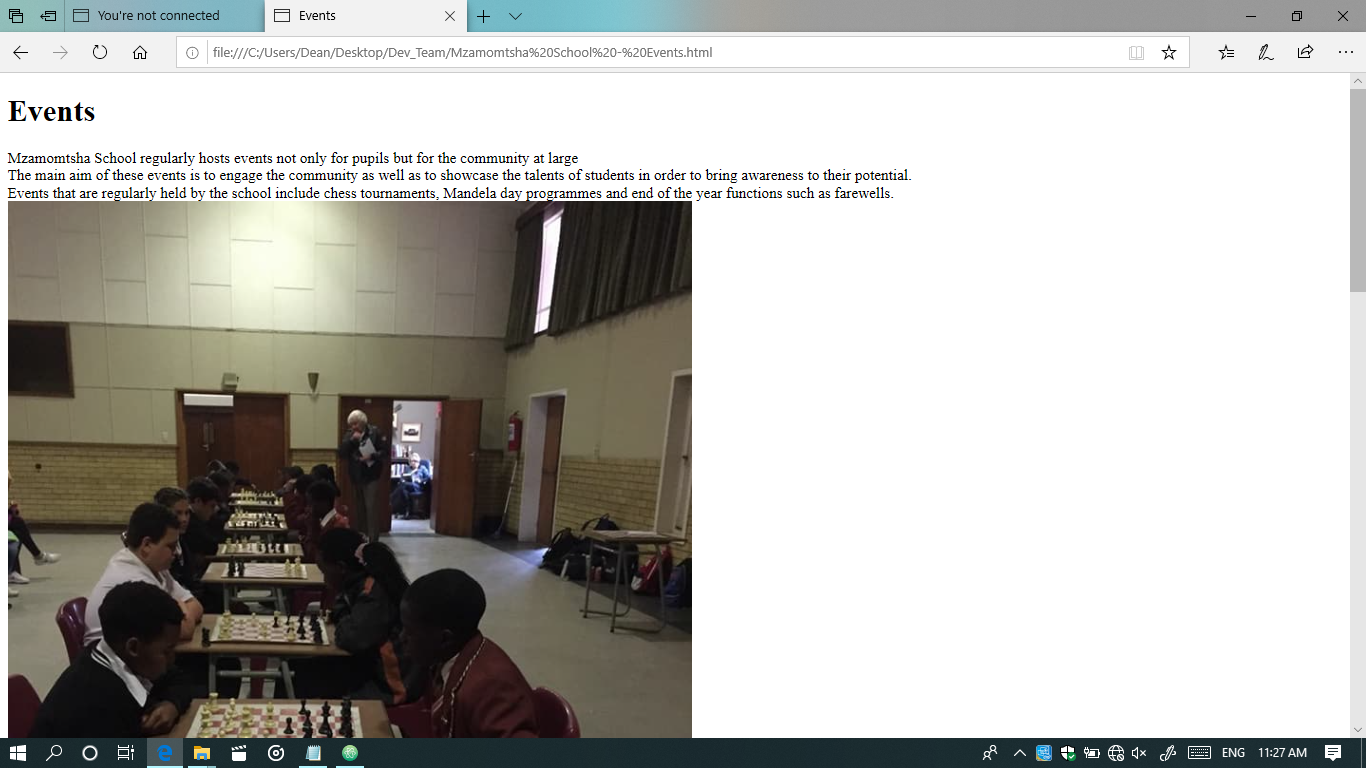 You're not connected
Events
file:///C:/Users/Dean/Desktop/Dev_Team/Mzamomtsha%20School%20-%20Events.html
Events
Mzamomtsha School regularly hosts events not only for pupils but for the community at large
The main aim of these events is to engage the community as well as to showcase the talents of students in order to bring awareness to their potential.
Events that are regularly held by the school include chess tournaments, Mandela day programmes and end of the year functions such as farewells.
ENG
11:27 AM